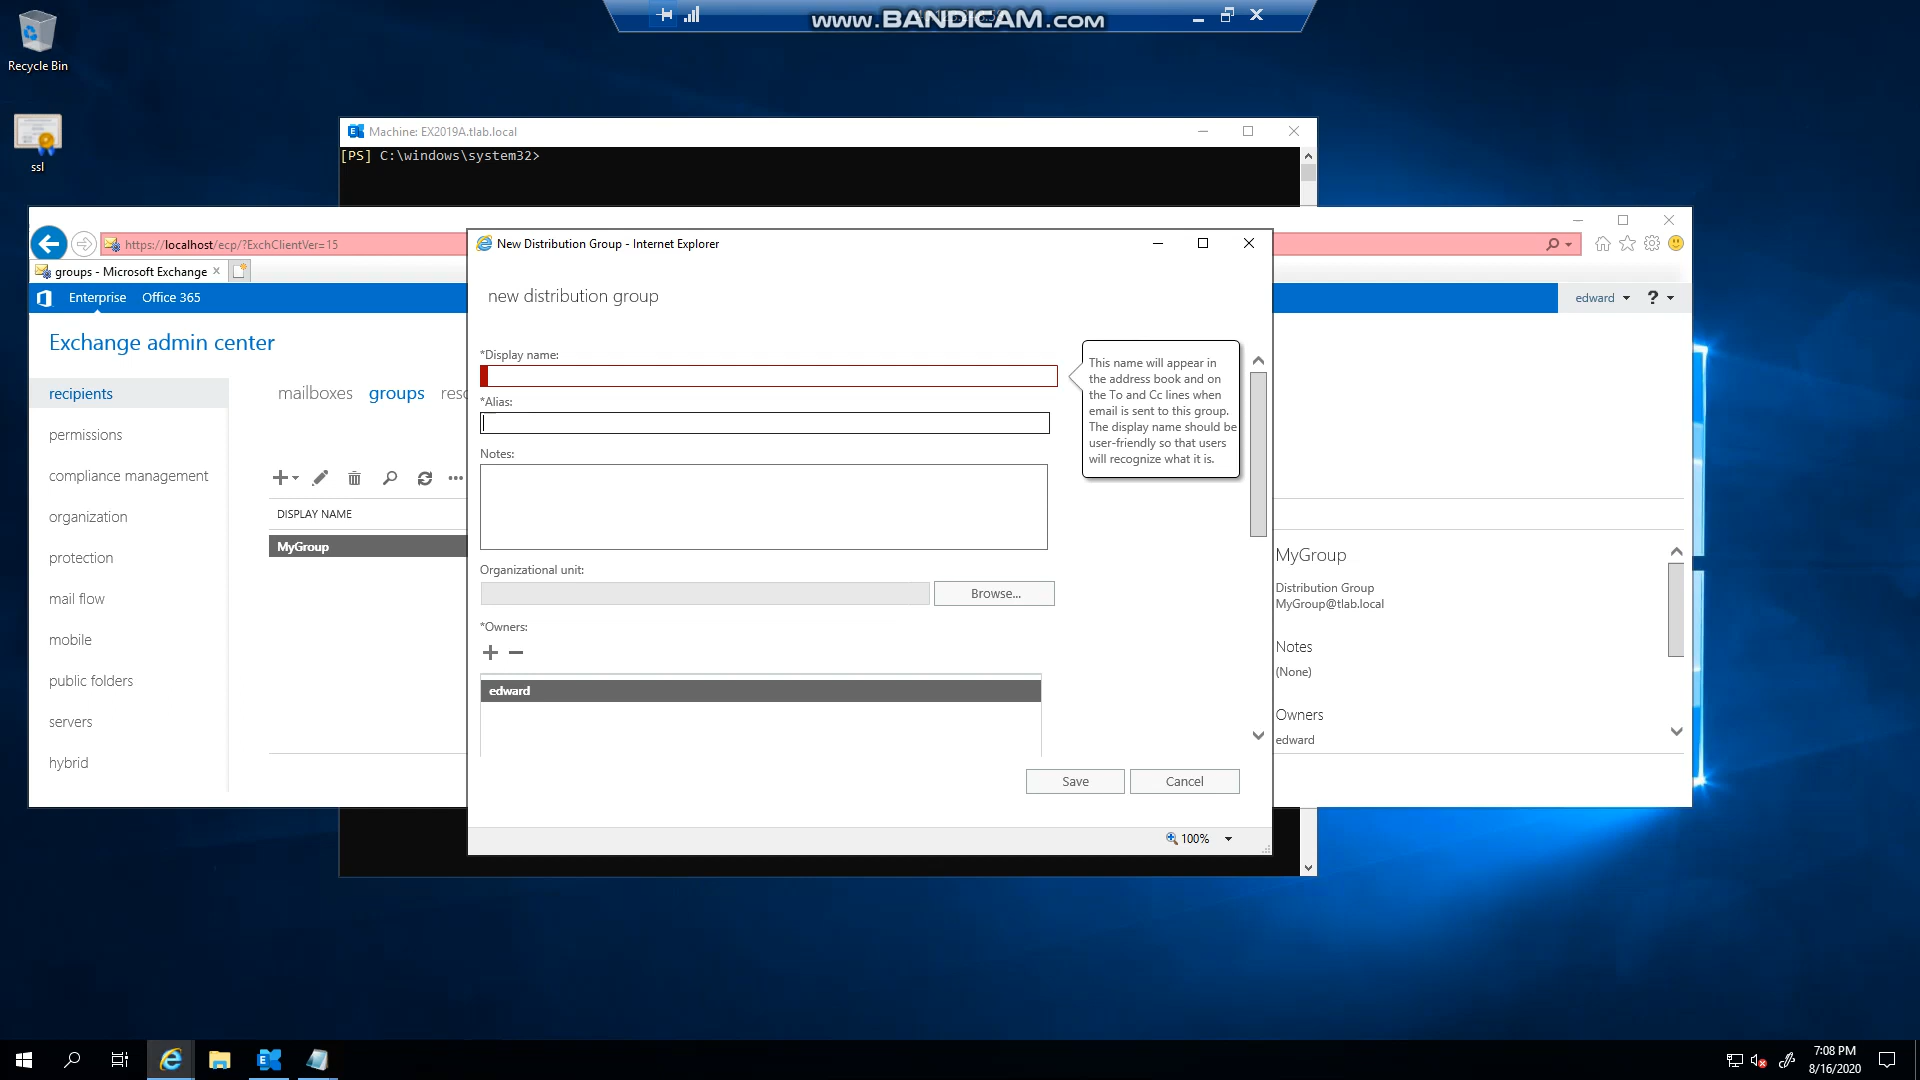 www.BANDICAM.com
Recycle Bin
ssl
Machine: EX2019A.tlab.local
[PS] C:\windows\system32>
https://localhost/ecp/?ExchClientVer=15
groups - Microsoft Exchange
Enterprise Office 365
edward ?
Exchange admin center
recipients
permissions
compliance management
organization
protection
mail flow
mobile
public folders
servers
hybrid
mailboxes groups
DISPLAY NAME
MyGroup
New Distribution Group - Internet Explorer
new distribution group
*Display name:
*Alias:
Notes:
Organizational unit:
Browse...
*Owners:
edward
This name will appear in
the address book and on
the To and Cc lines when
email is sent to this group.
The display name should be
user-friendly so that users
will recognize what it is.
Save Cancel
100%
MyGroup
Distribution Group
MyGroup@tlab.local
Notes
(None)
Owners
edward
7:08 PM
8/16/2020